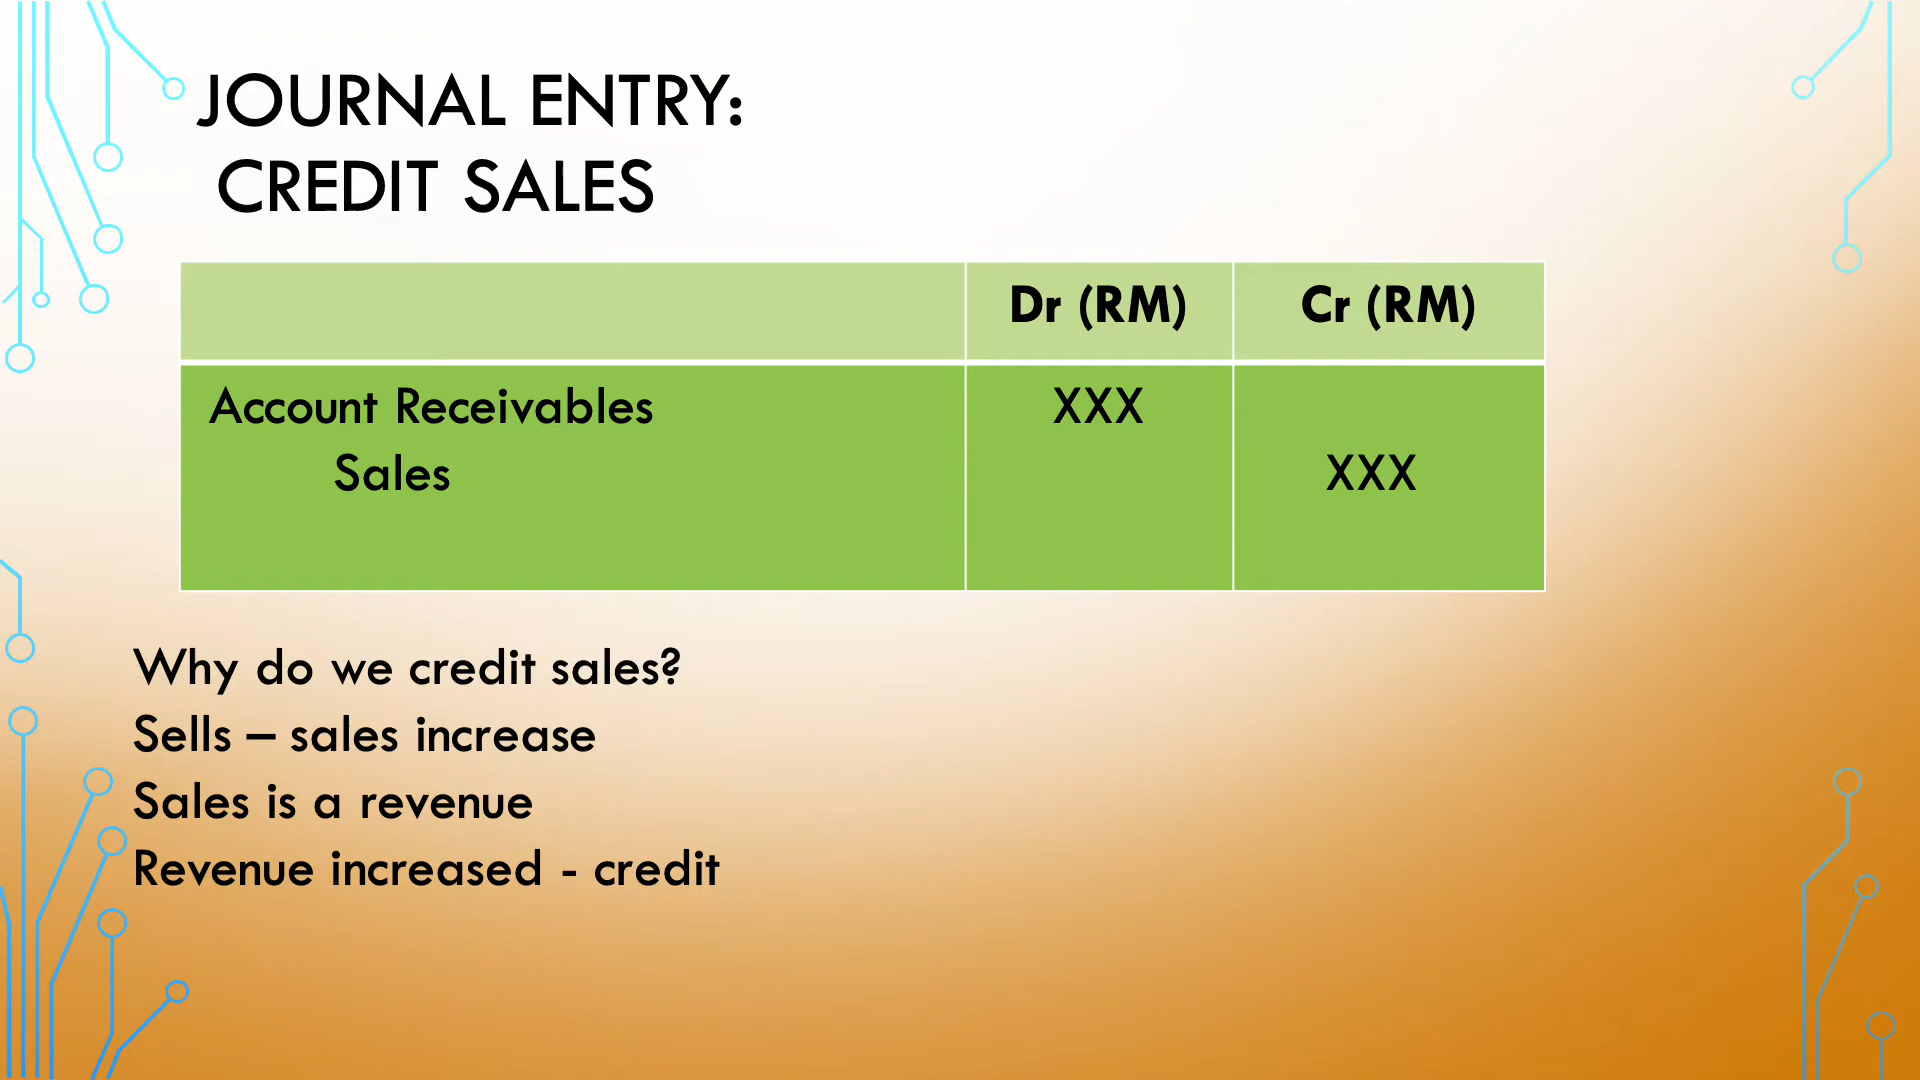 JOURNAL ENTRY:
CREDIT SALES
Dr (RM) Cr (RM)
Account Receivables XXX
Sales XXX
Why do we credit sales?
Sells – sales increase
Sales is a revenue
Revenue increased - credit